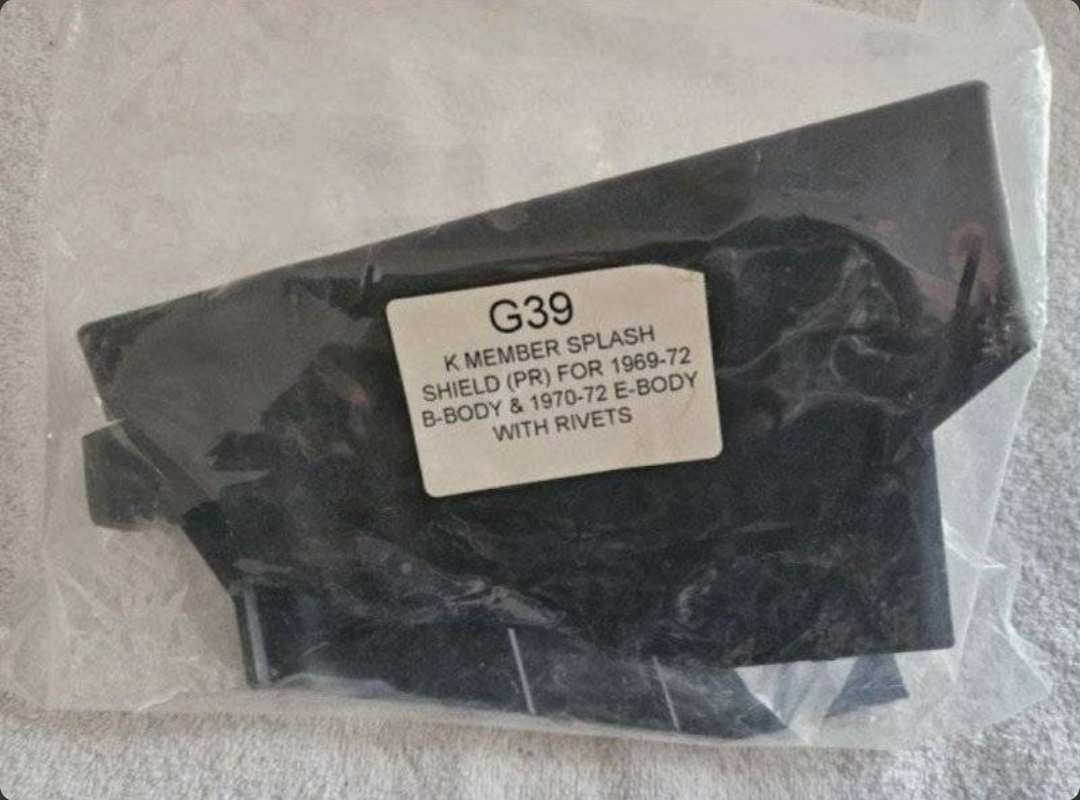 G39
K MEMBER SPLASH
SHIELD (PR) FOR 1969-72
B-BODY & 1970-72 E-BODY
WITH RIVETS